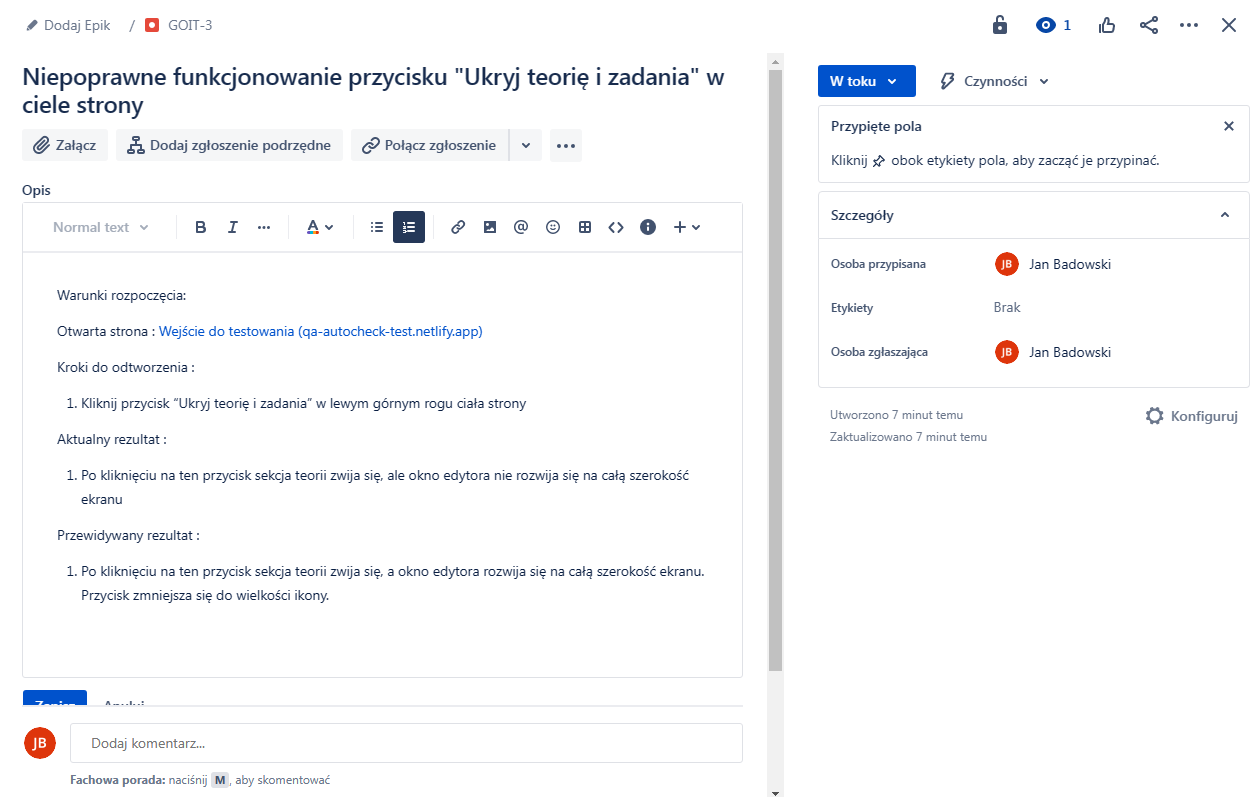 Dodaj Epik / GOIT-3
1
Niepoprawne funkcjonowanie przycisku "Ukryj teorię i zadania" w
ciele strony
Załącz Dodaj zgłoszenie podrzędne Połącz zgłoszenie
Opis
Normal text B I A
Warunki rozpoczęcia:
Otwarta strona : Wejście do testowania (qa-autocheck-test.netlify.app)
Kroki do odtworzenia :
1. Kliknij przycisk “Ukryj teorię i zadania” w lewym górnym rogu ciała strony
Aktualny rezultat :
1. Po kliknięciu na ten przycisk sekcja teorii zwija się, ale okno edytora nie rozwija się na całą szerokość
ekranu
Przewidywany rezultat :
1. Po kliknięciu na ten przycisk sekcja teorii zwija się, a okno edytora rozwija się na całą szerokość ekranu.
Przycisk zmniejsza się do wielkości ikony.
Zapisz Anuluj
JB Dodaj komentarz...
Fachowa porada: naciśnij M, aby skomentować
W toku Czynności
Przypięte pola
Kliknij obok etykiety pola, aby zacząć je przypinać.
Szczegóły
Osoba przypisana JB Jan Badowski
Etykiety Brak
Osoba zgłaszająca JB Jan Badowski
Utworzono 7 minut temu
Konfiguruj
Zaktualizowano 7 minut temu